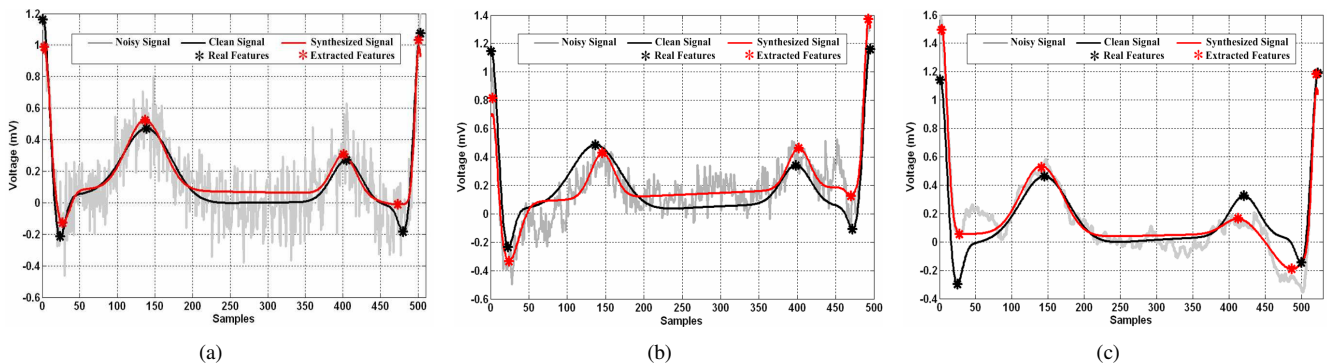 1.2
1
0.8
0.6
0.4
0.2
0
-0.2
-0.4
-0.6
Voltage (mV)
Noisy Signal Clean Signal Synthesized Signal
Real Features Extracted Features
0 50 100 150 200 250 300 350 400 450 500
Samples
(a)
1.4
1.2
1
0.8
0.6
0.4
0.2
0
-0.2
-0.4
-0.6
Voltage (mV)
Noisy Signal Clean Signal Synthesized Signal
Real Features Extracted Features
0 50 100 150 200 250 300 350 400 450 500
Samples
(b)
1.6
1.4
1.2
1
0.8
0.6
0.4
0.2
0
-0.2
-0.4
Voltage (mV)
Noisy Signal Clean Signal Synthesized Signal
Real Features Extracted Features
0 50 100 150 200 250 300 350 400 450 500
Samples
(c)